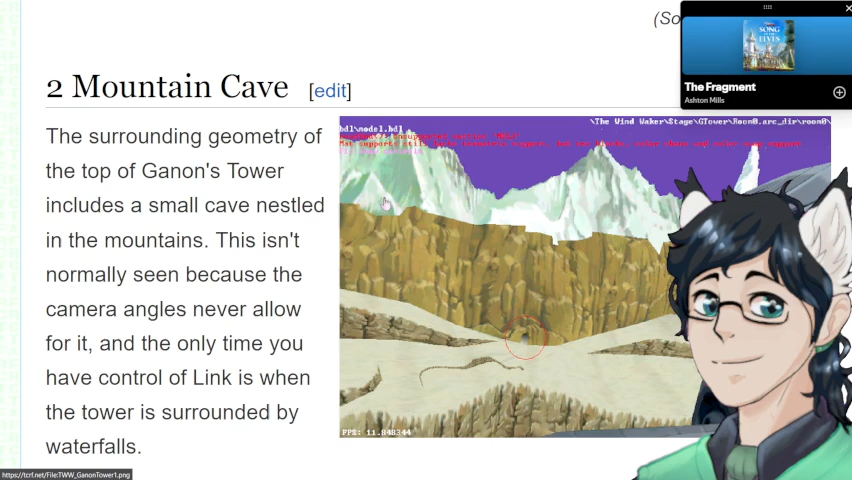 (So
SONG OF THE ELVES
The Fragment
Ashton Mills
2 Mountain Cave [edit]
The surrounding geometry of
the top of Ganon's Tower
includes a small cave nestled
in the mountains. This isn't
normally seen because the
camera angles never allow
for it, and the only time you
have control of Link is when
the tower is surrounded by
waterfalls.
\The Wind Waker\Stage\GTower\Room0.arc_dir\room0\
bdl\model.bdl
FPS: 11.848344
https://tcrf.net/File:TWW_GanonTower1.png